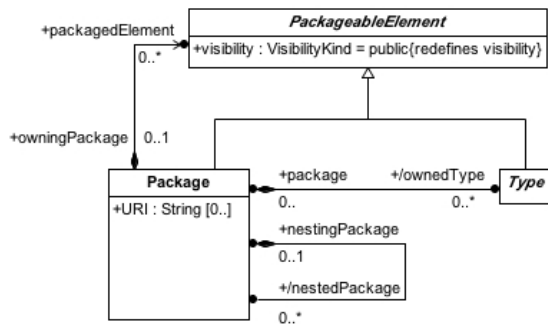 PackageableElement
+packagedElement
+visibility : VisibilityKind = public{redefines visibility}
0..*
+owningPackage
0..1
Package
+package
+/ownedType
Type
+URI : String [0..]
0..
0..*
+nestingPackage
0..1
+/nestedPackage
0..*